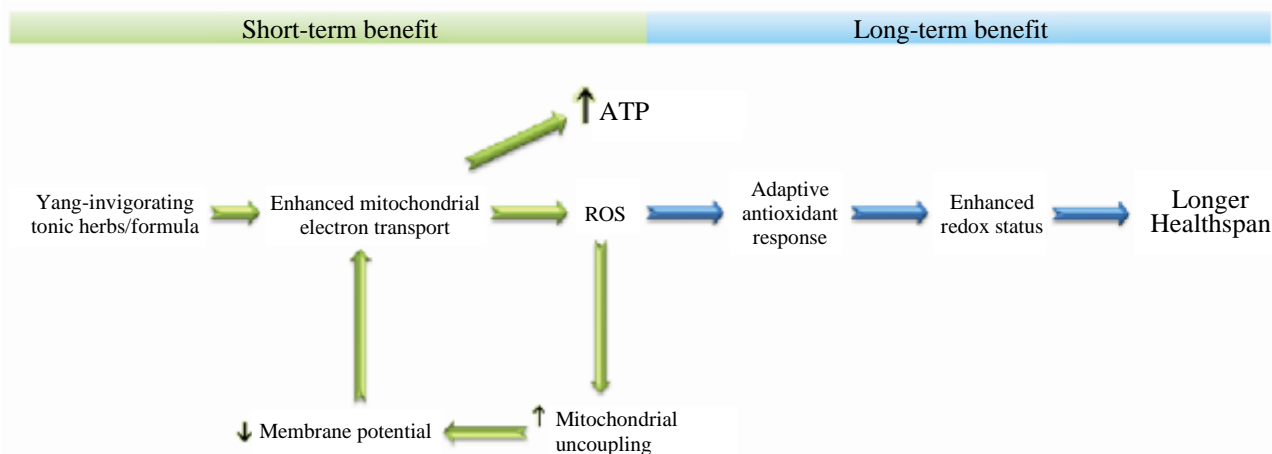 Short-term benefit
Long-term benefit
↑ ATP
Yang-invigorating
tonic herbs/formula
Enhanced mitochondrial
electron transport
ROS
Adaptive
antioxidant
response
Enhanced
redox status
Longer
Healthspan
↓ Membrane potential
↑ Mitochondrial
uncoupling